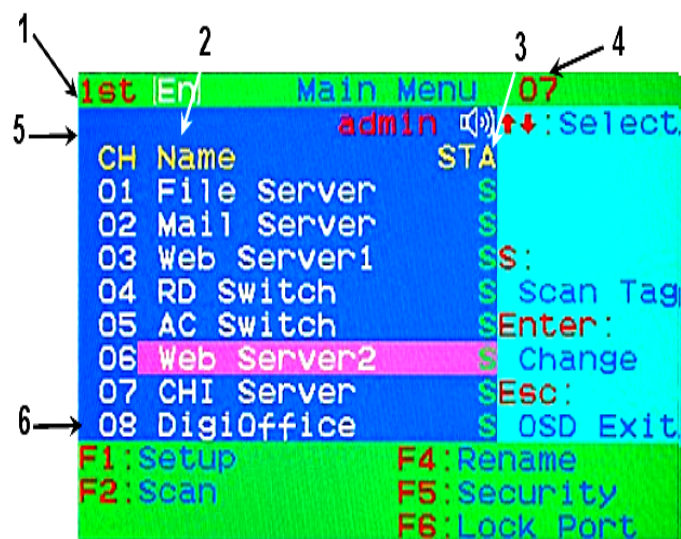 1 2 3 4
1st En Main Menu 07
5 admin ↑↓:Select
CH Name STA
01 File Server S
02 Mail Server S
03 Web Server1 S S:
04 RD Switch S Scan Tag
05 AC Switch S Enter:
06 Web Server2 S Change
07 CHI Server S Esc:
6 08 DigiOffice S OSD Exit
F1:Setup F4:Rename
F2:Scan F5:Security
F6:Lock Port